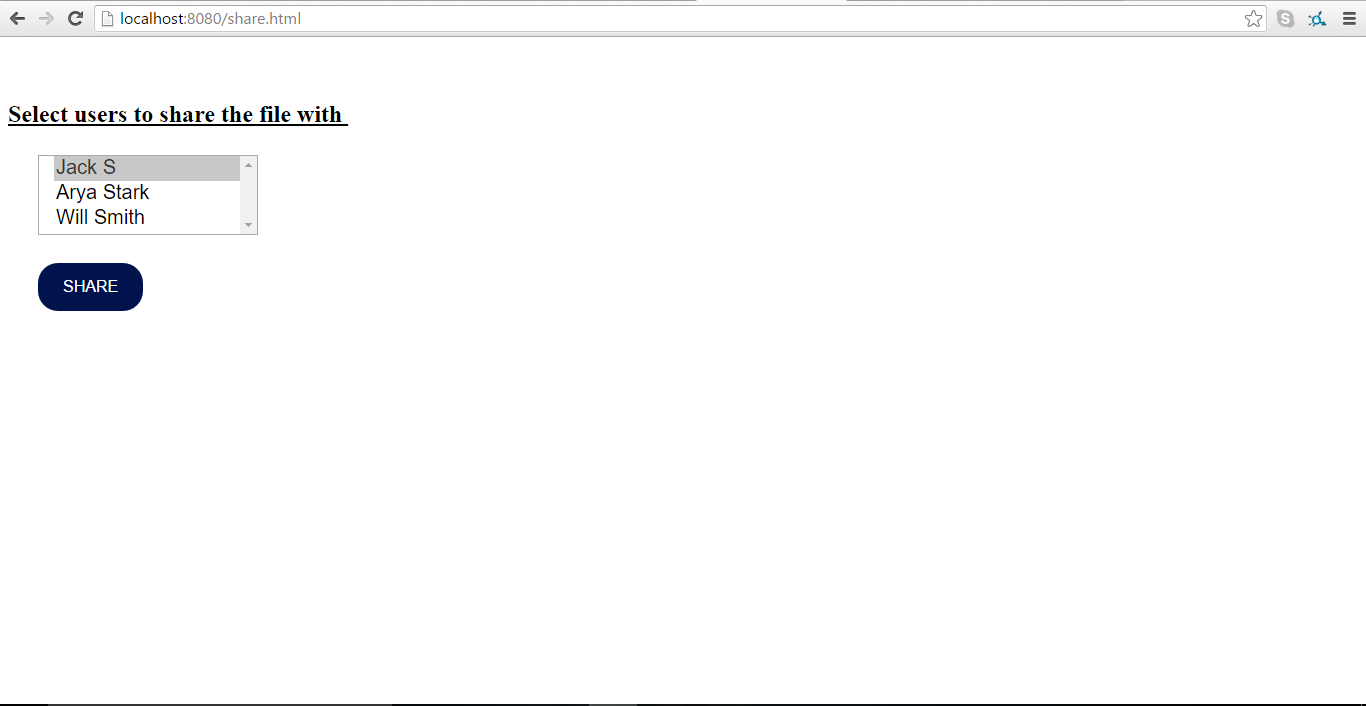 localhost:8080/share.html
Select users to share the file with
Jack S
Arya Stark
Will Smith
SHARE